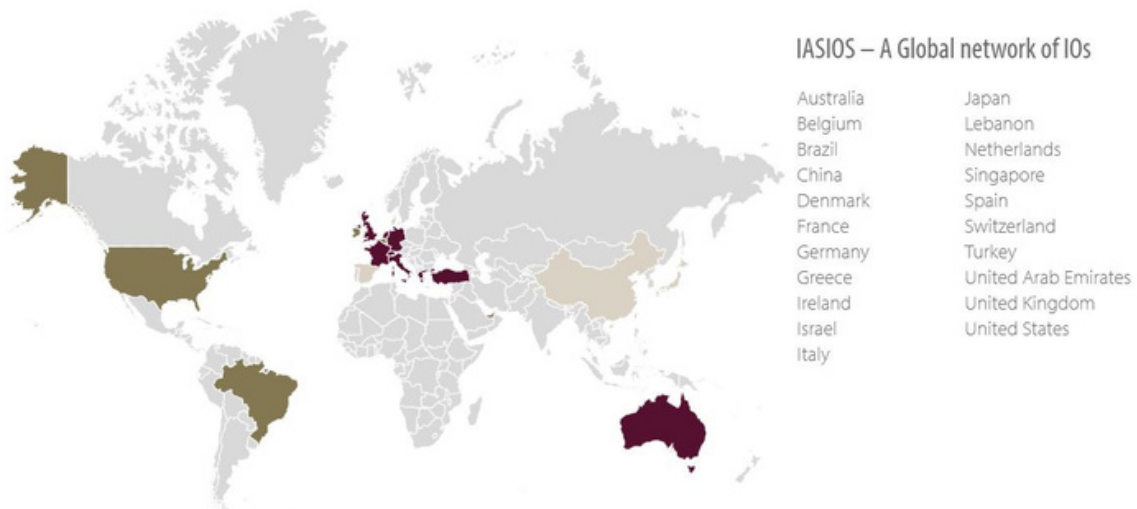 IASIOS – A Global network of IOs
Australia
Belgium
Brazil
China
Denmark
France
Germany
Greece
Ireland
Israel
Italy
Japan
Lebanon
Netherlands
Singapore
Spain
Switzerland
Turkey
United Arab Emirates
United Kingdom
United States